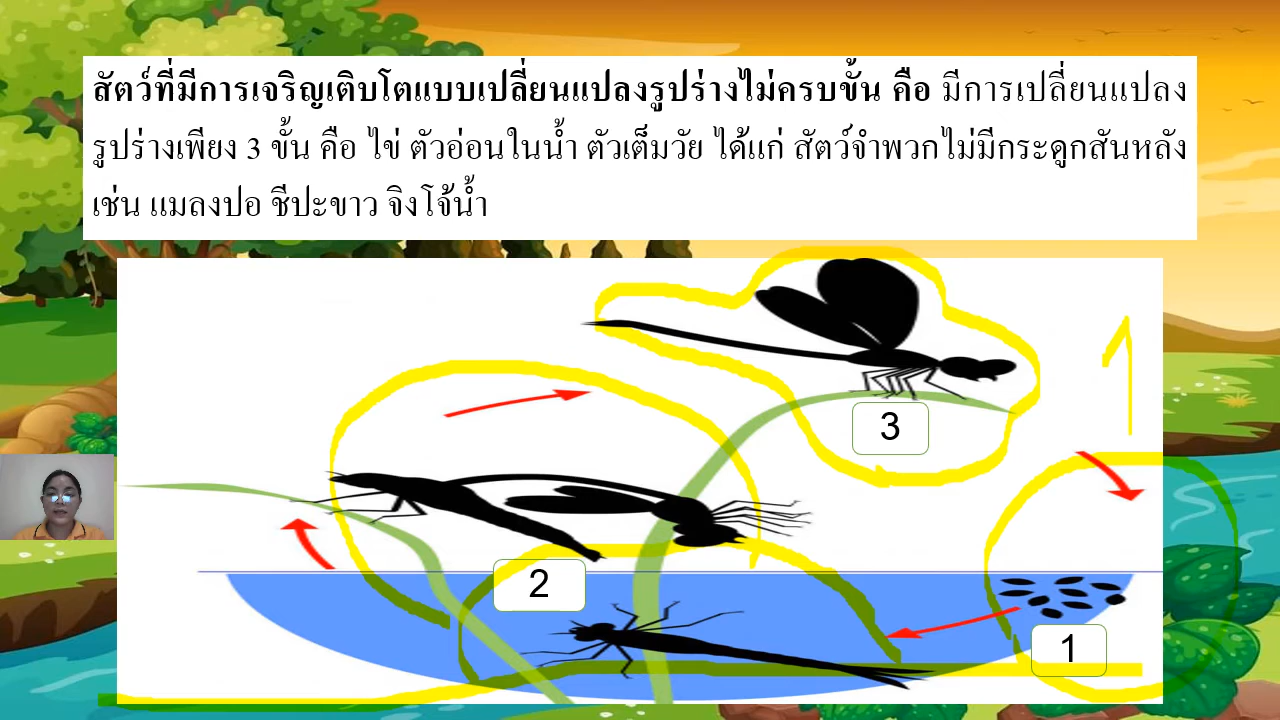 สัตว์ที่มีการเจริญเติบโตแบบเปลี่ยนแปลงรูปร่างไม่ครบขั้น คือ มีการเปลี่ยนแปลง
รูปร่างเพียง 3 ขั้น คือ ไข่ ตัวอ่อนในน้ำ ตัวเต็มวัย ได้แก่ สัตว์จำพวกไม่มีกระดูกสันหลัง
เช่น แมลงปอ ชีปะขาว จิงโจ้น้ำ
1
3
2
1